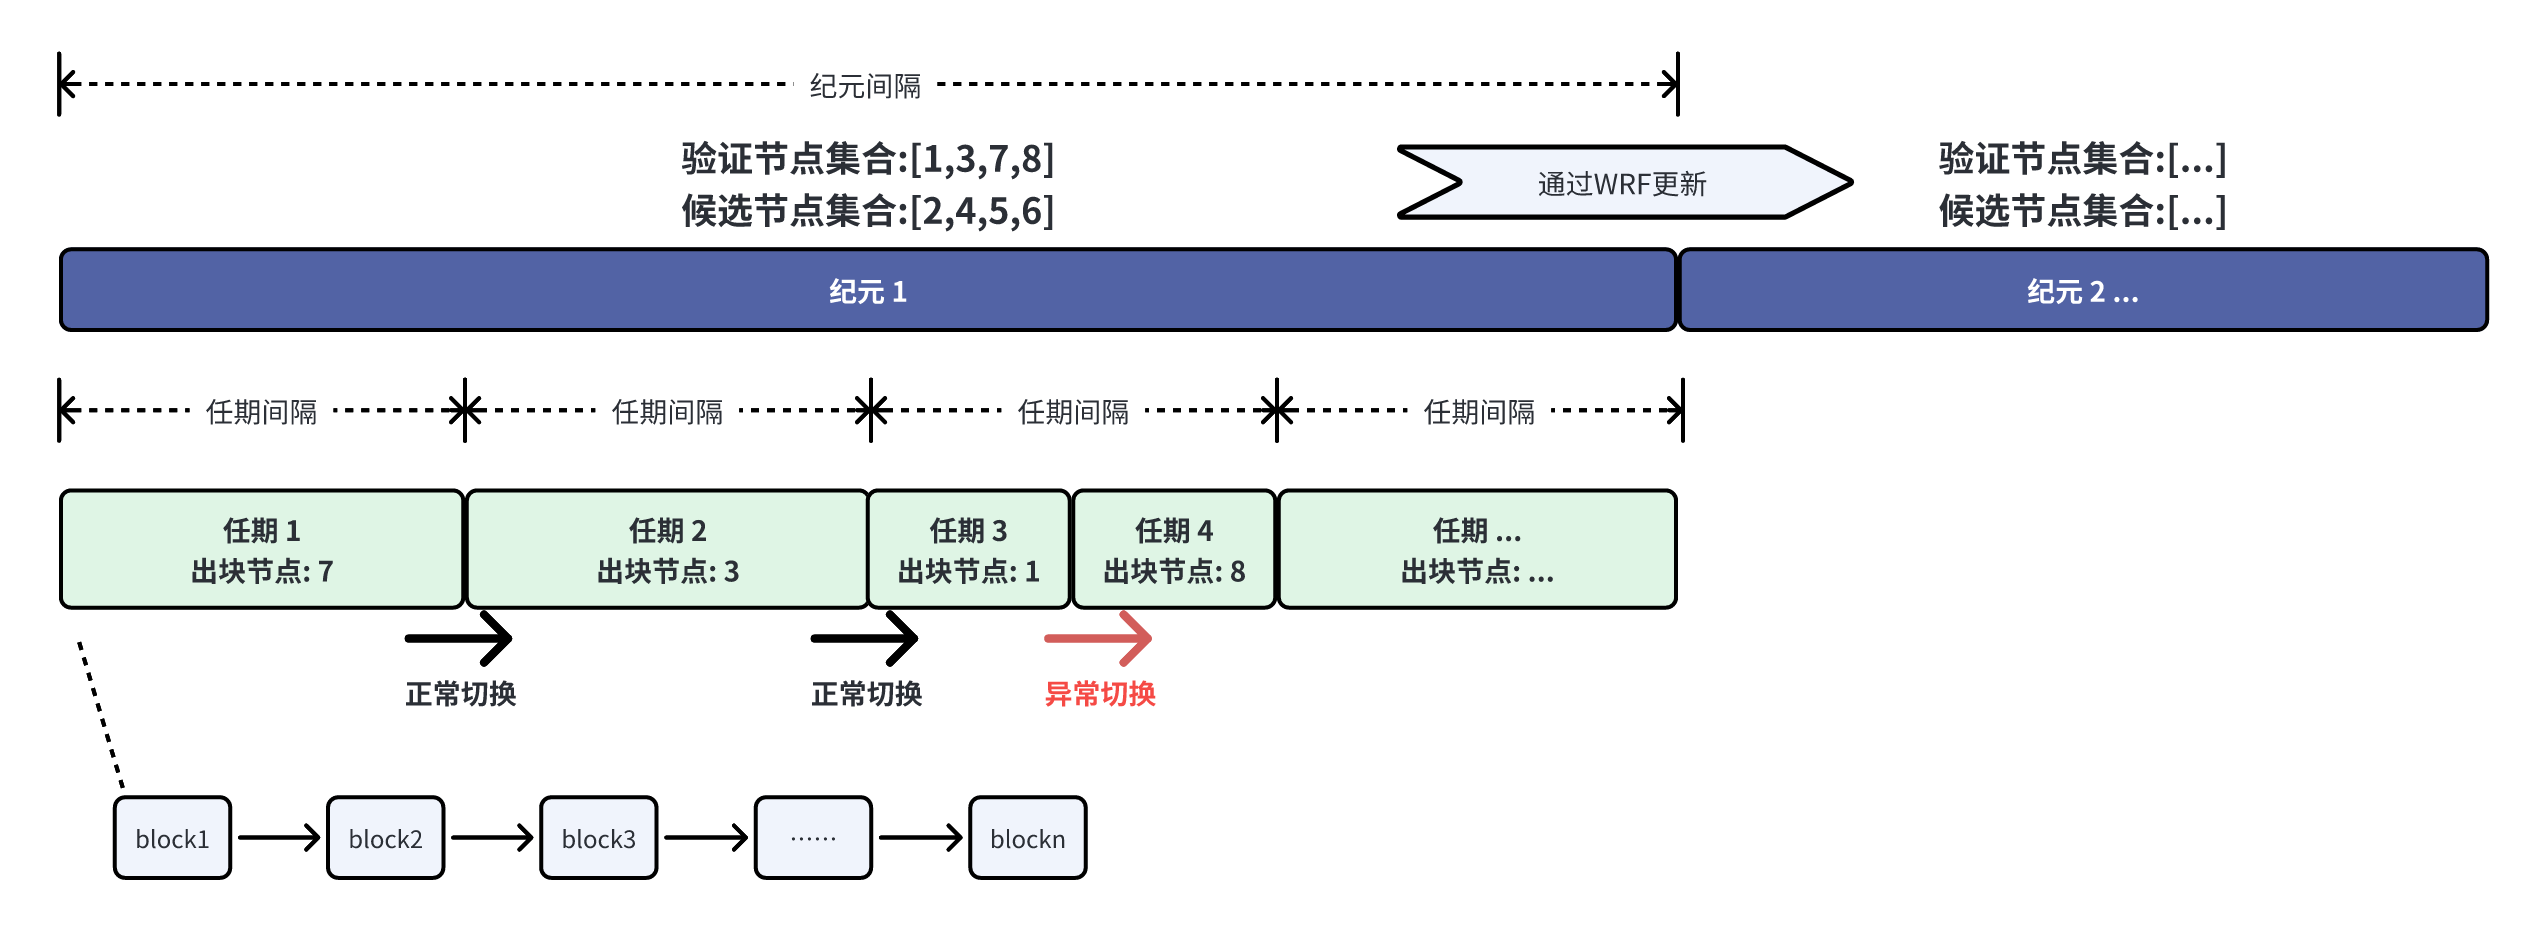 纪元间隔
验证节点集合:[1,3,7,8]
候选节点集合:[2,4,5,6]
通过WRF更新
验证节点集合:[...]
候选节点集合:[...]
纪元 1
纪元 2 ...
任期间隔
任期间隔
任期间隔
任期间隔
任期 1
出块节点: 7
任期 2
出块节点: 3
任期 3
出块节点: 1
任期 4
出块节点: 8
任期 ...
出块节点: ...
正常切换
正常切换
异常切换
block1
block2
block3
……
blockn